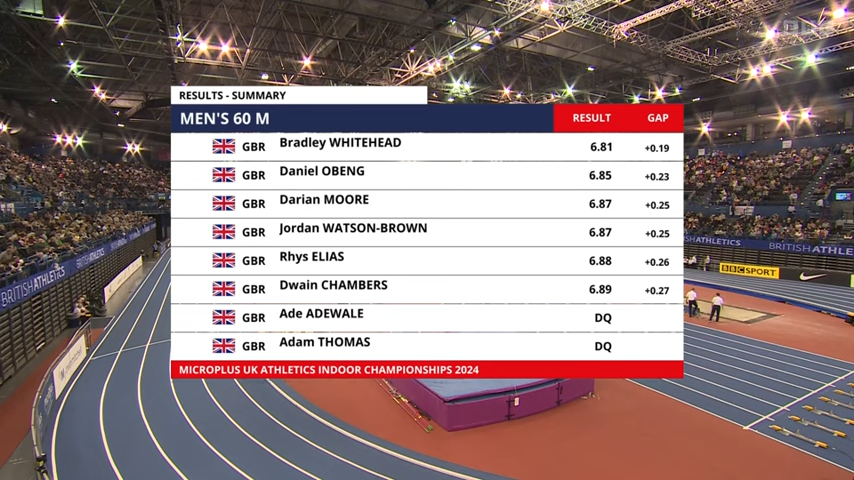 RESULTS - SUMMARY
MEN'S 60 M RESULT GAP
GBR Bradley WHITEHEAD 6.81 +0.19
GBR Daniel OBENG 6.85 +0.23
GBR Darian MOORE 6.87 +0.25
GBR Jordan WATSON-BROWN 6.87 +0.25
GBR Rhys ELIAS 6.88 +0.26
GBR Dwain CHAMBERS 6.89 +0.27
GBR Ade ADEWALE DQ
GBR Adam THOMAS DQ
MICROPLUS UK ATHLETICS INDOOR CHAMPIONSHIPS 2024
BRITISH ATHLETICS
ATHLETICS
BRITISH ATHLETICS
BBC SPORT